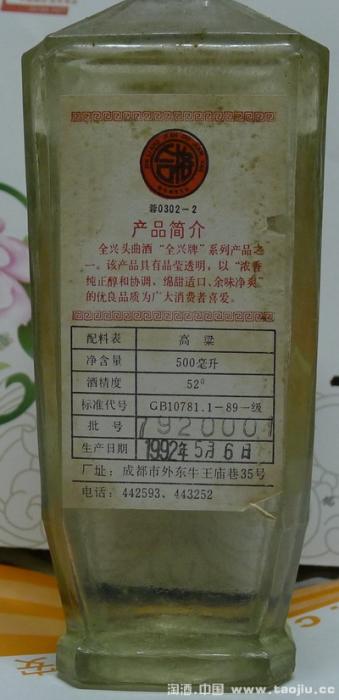 蓉0302-2
产品简介
全兴头曲酒“全兴牌”系列产品之
一。该产品具有品莹透明，以“浓香
纯正醇和协调、绵甜适口、余味净爽”
的优良品质为广大消费者喜爱。
配料表 高粱
净含量 500毫升
酒精度 52°
标准代号 GB10781.1-89-级
批号 7920001
生产日期 1992年5月6日
厂址：成都市外东牛王庙巷35号
电话：442593、443252
淘酒.中国 www.taojiu.cc